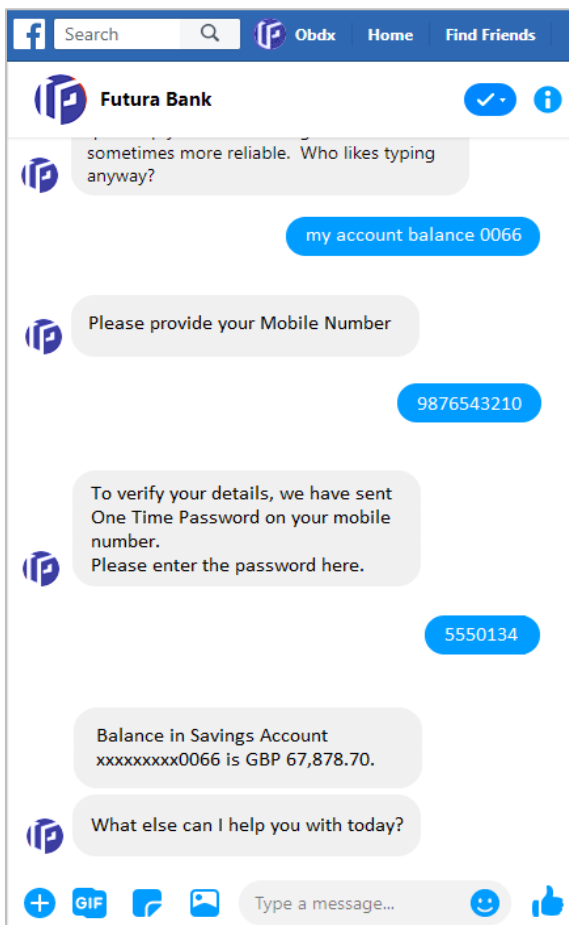 f
Search
Obdx
Home
Find Friends
Futura Bank
sometimes more reliable.  Who likes typing
anyway?
my account balance 0066
Please provide your Mobile Number
9876543210
To verify your details, we have sent
One Time Password on your mobile
number.
Please enter the password here.
5550134
Balance in Savings Account
xxxxxxxxx0066 is GBP 67,878.70.
What else can I help you with today?
GIF
Type a message...